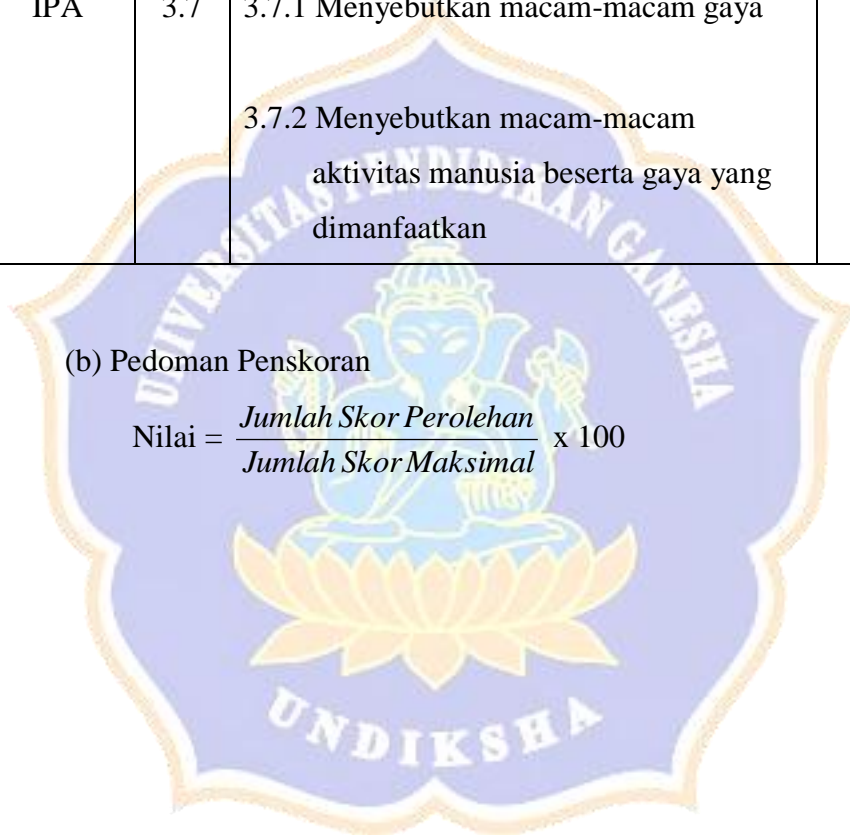 IPA 3.7 3.7.1 Menyebutkan macam-macam gaya
3.7.2 Menyebutkan macam-macam
aktivitas manusia beserta gaya yang
dimanfaatkan
UNIVERSITAS PENDIDIKAN GANESHA
(b) Pedoman Penskoran
Nilai = Jumlah Skor Perolehan / Jumlah Skor Maksimal x 100
UNDIKSHA